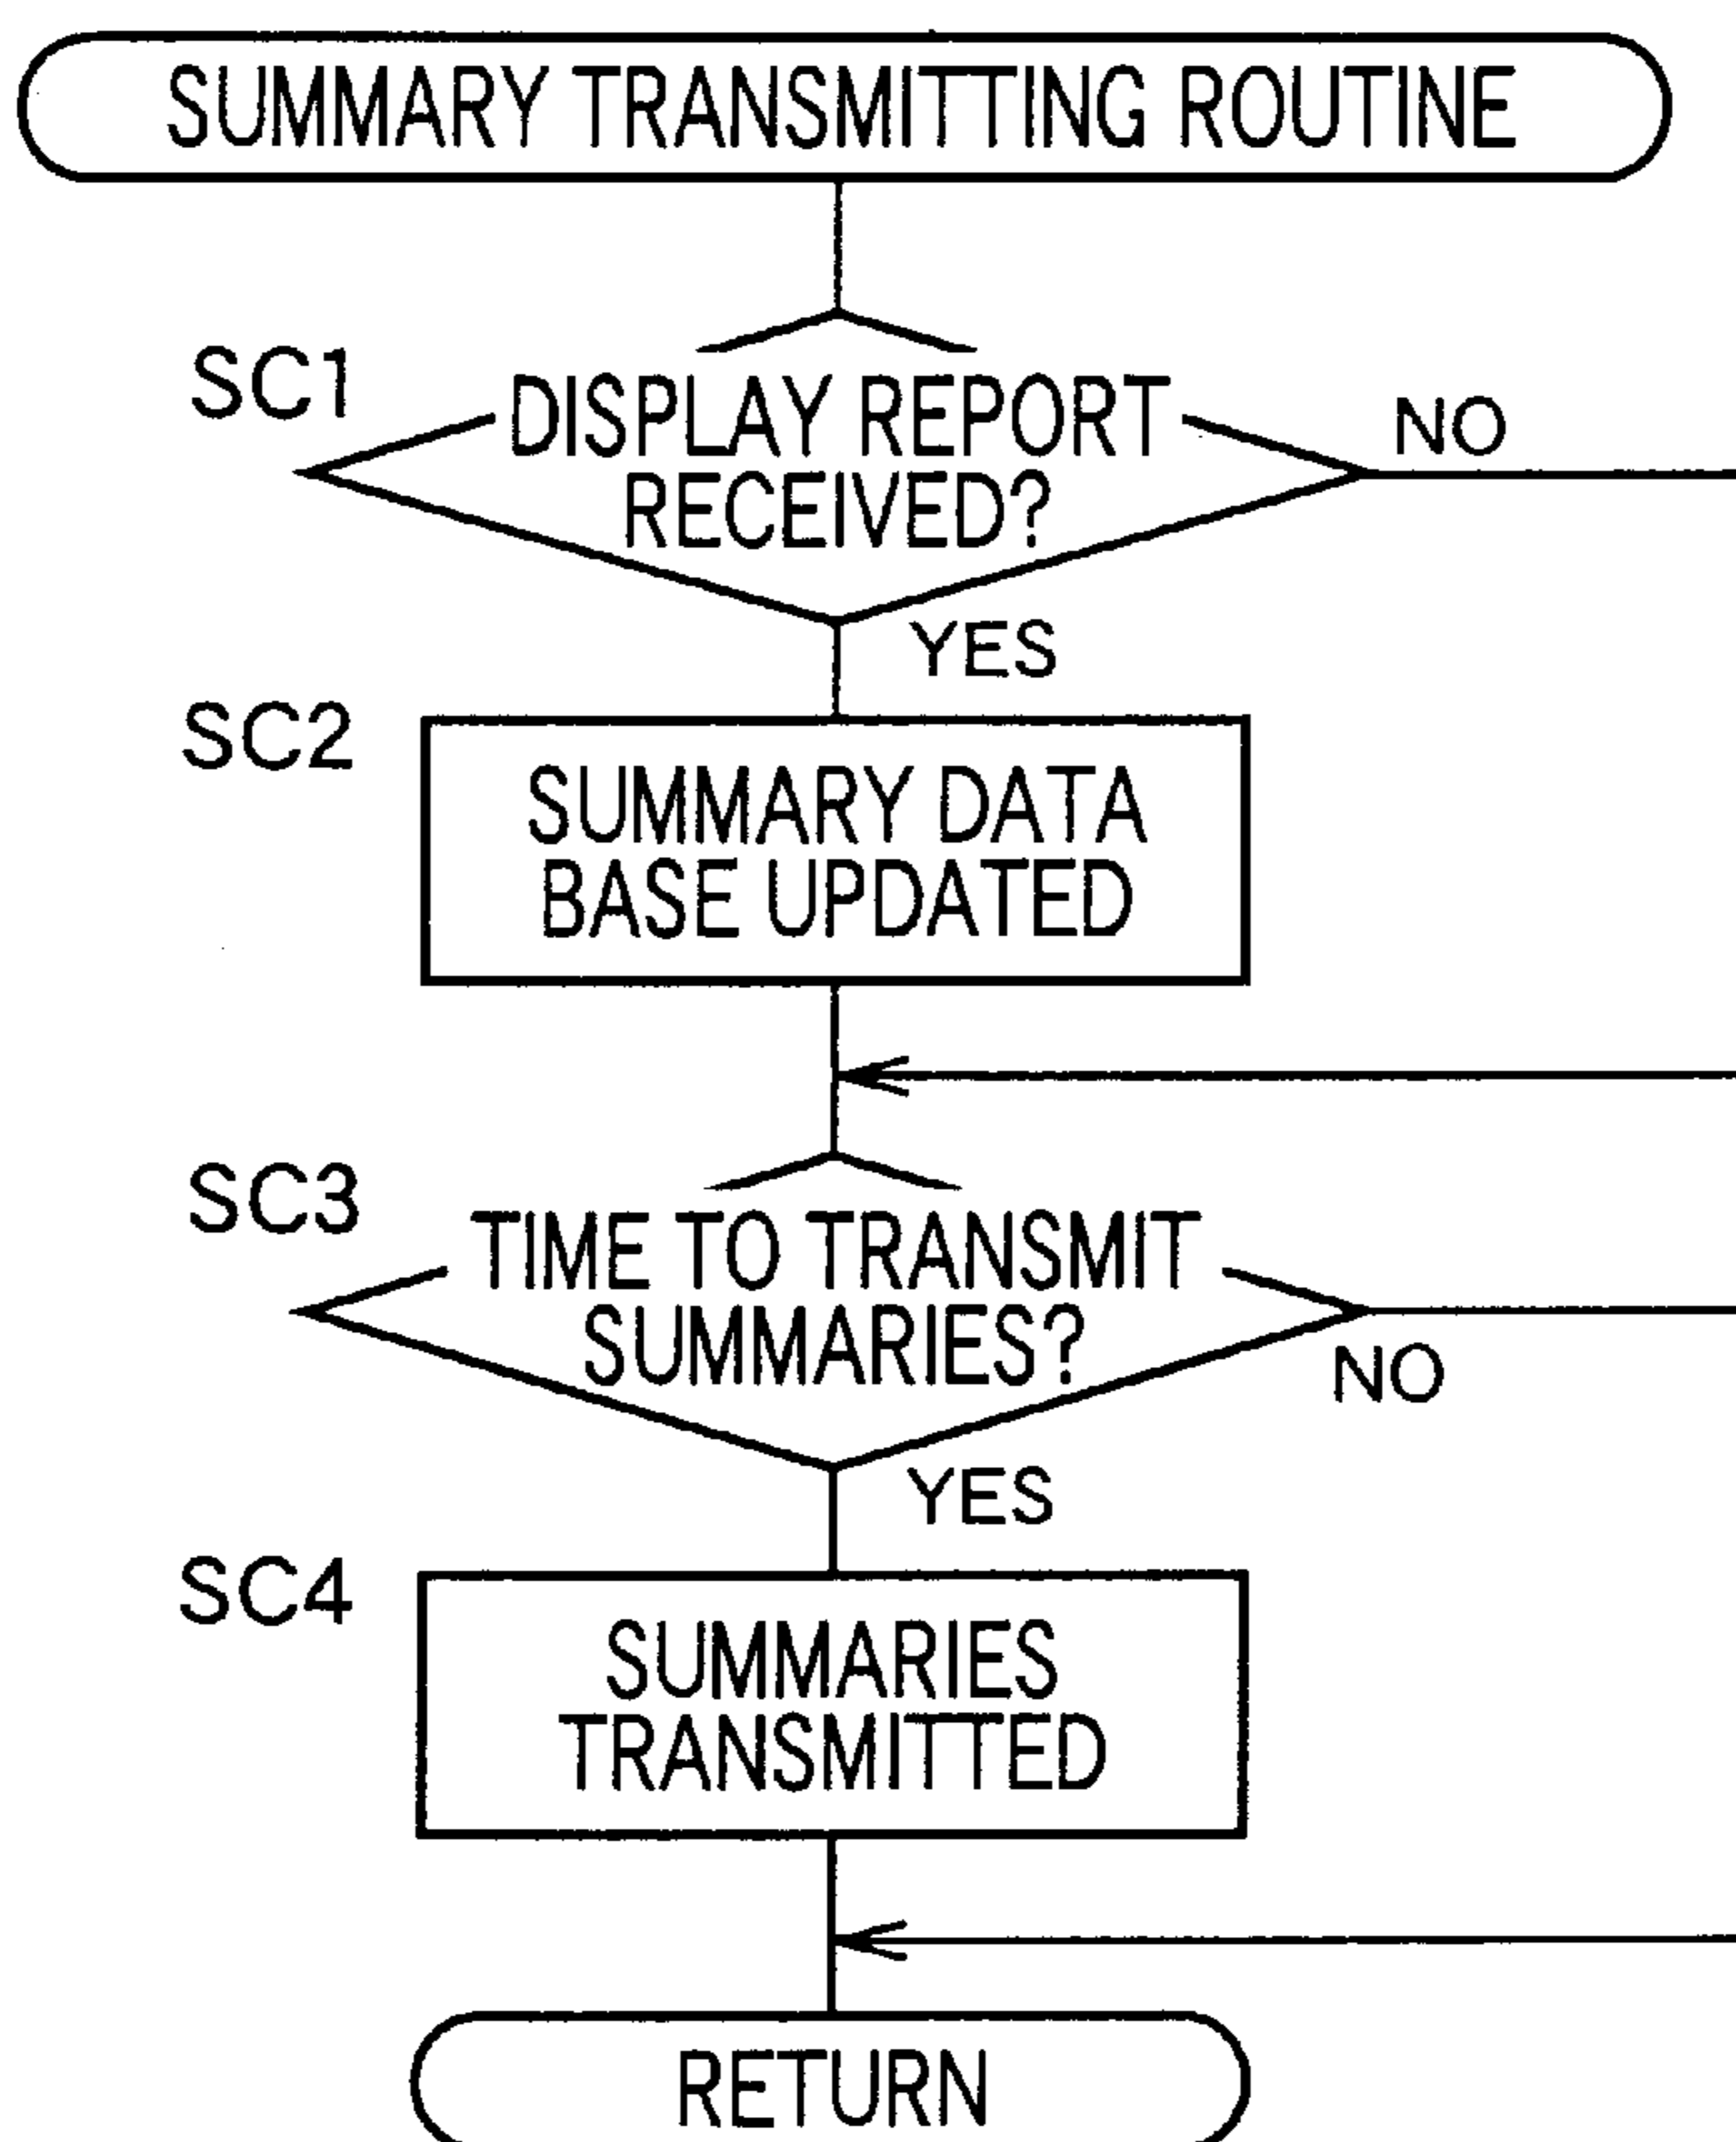 SUMMARY TRANSMITTING ROUTINE
SC1
DISPLAY REPORT
RECEIVED?
NO
YES
SC2
SUMMARY DATA
BASE UPDATED
SC3
TIME TO TRANSMIT
SUMMARIES?
NO
YES
SC4
SUMMARIES
TRANSMITTED
RETURN